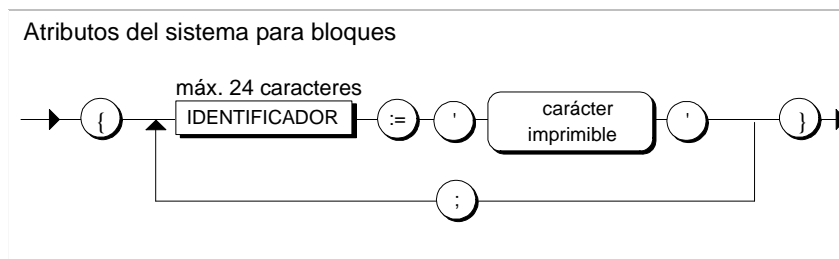 Atributos del sistema para bloques
máx. 24 caracteres
{
IDENTIFICADOR
:=
'
carácter
imprimible
'
}
;